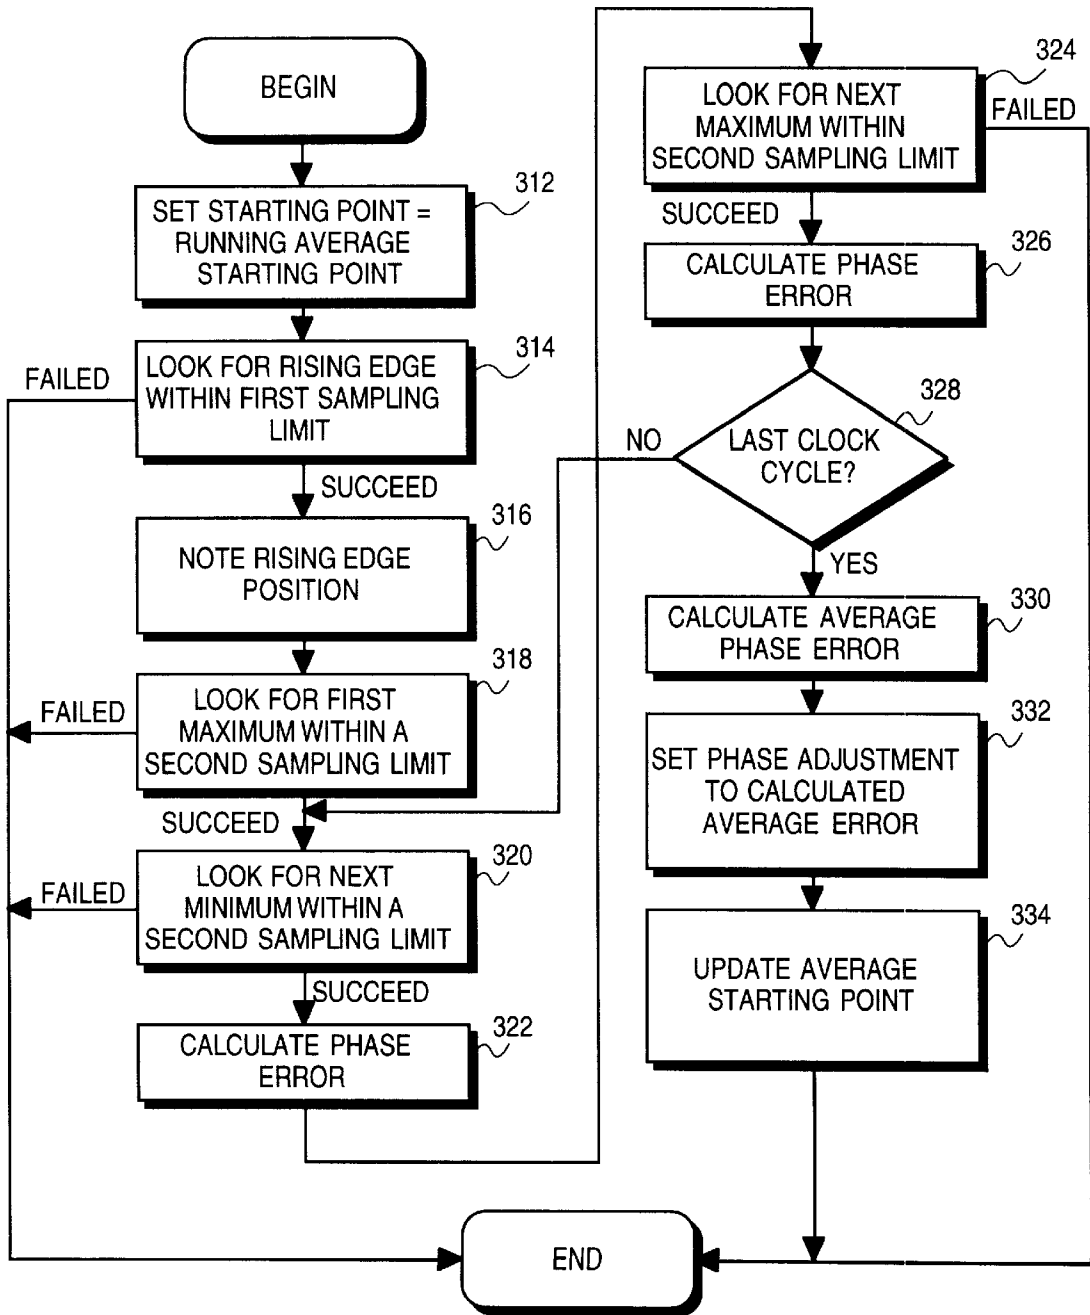 BEGIN
312
SET STARTING POINT =
RUNNING AVERAGE
STARTING POINT
314
FAILED
LOOK FOR RISING EDGE
WITHIN FIRST SAMPLING
LIMIT
SUCCEED
316
NOTE RISING EDGE
POSITION
318
FAILED
LOOK FOR FIRST
MAXIMUM WITHIN A
SECOND SAMPLING LIMIT
SUCCEED
320
FAILED
LOOK FOR NEXT
MINIMUM WITHIN A
SECOND SAMPLING LIMIT
SUCCEED
322
CALCULATE PHASE
ERROR
324
LOOK FOR NEXT
MAXIMUM WITHIN
SECOND SAMPLING LIMIT
FAILED
SUCCEED
326
CALCULATE PHASE
ERROR
328
NO
LAST CLOCK
CYCLE?
YES
330
CALCULATE AVERAGE
PHASE ERROR
332
SET PHASE ADJUSTMENT
TO CALCULATED
AVERAGE ERROR
334
UPDATE AVERAGE
STARTING POINT
END